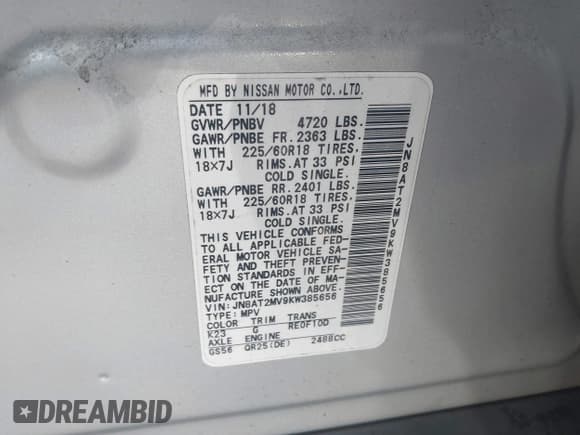 MFD BY NISSAN MOTOR CO.,LTD.
DATE 11/18
GVWR/PNBV 4720 LBS.
GAWR/PNBE FR. 2363 LBS.
WITH 225/60R18 TIRES.
18×7J RIMS.AT 33 PSI
COLD SINGLE.
GAWR/PNBE RR. 2401 LBS.
WITH 225/60R18 TIRES.
18×7J RIMS.AT 33 PSI
COLD SINGLE.
THIS VEHICLE CONFORMS
TO ALL APPLICABLE FED-
ERAL MOTOR VEHICLE SA-
FETY AND THEFT PREVEN-
TION STANDARDS IN EFF-
ECT ON THE DATE OF MA-
NUFACTURE SHOWN ABOVE.
VIN:JN8AT2MV9KW385656
TYPE:MPV
COLOR TRIM TRANS
K23 G RE0F10D
AXLE ENGINE
GS56 QR25(DE) 2488CC
JN8AT2MV9KW385656
DREAMBID